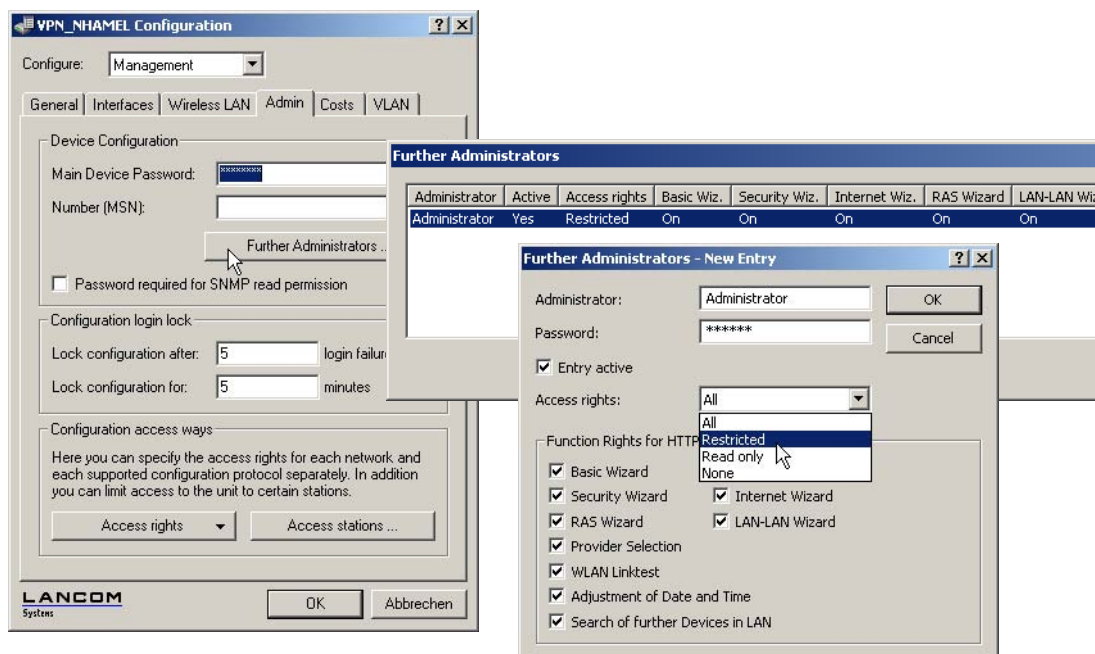 VPN_NHAMEL Configuration
Configure: Management
General Interfaces Wireless LAN Admin Costs VLAN
Device Configuration
Main Device Password: ********
Number (MSN):
Further Administrators ..
Password required for SNMP read permission
Configuration login lock
Lock configuration after: 5 login failur
Lock configuration for: 5 minutes
Configuration access ways
Here you can specify the access rights for each network and
each supported configuration protocol separately. In addition
you can limit access to the unit to certain stations.
Access rights Access stations ...
LANCOM
Systems
OK Abbrechen
Further Administrators
Administrator Active Access rights Basic Wiz. Security Wiz. Internet Wiz. RAS Wizard LAN-LAN Wiz
Administrator Yes Restricted On On On On On
Further Administrators - New Entry
Administrator: Administrator
OK
Password: ******
Cancel
Entry active
Access rights: All
All
Restricted
Read only
None
Function Rights for HTTP
Basic Wizard
Security Wizard Internet Wizard
RAS Wizard LAN-LAN Wizard
Provider Selection
WLAN Linktest
Adjustment of Date and Time
Search of further Devices in LAN